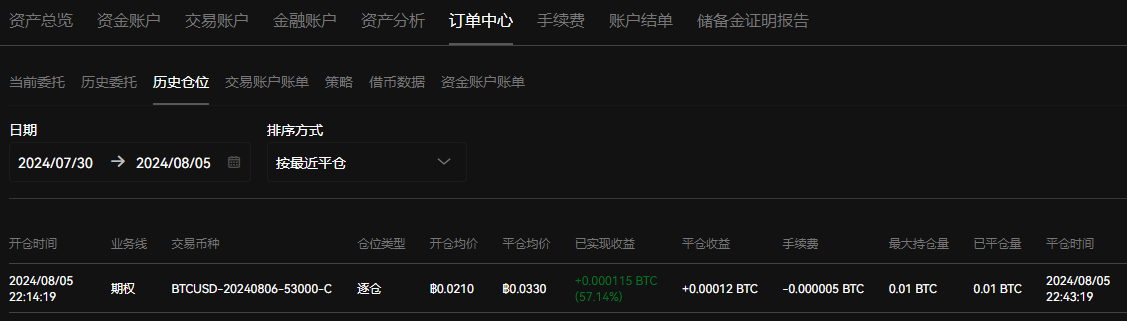 资产总览 资金账户 交易账户 金融账户 资产分析 订单中心 手续费 账户结单 储备金证明报告
当前委托 历史委托 历史仓位 交易账户账单 策略 借币数据 资金账户账单
日期 排序方式
2024/07/30 → 2024/08/05 按最近平仓
开仓时间 业务线 交易币种 仓位类型 开仓均价 平仓均价 已实现收益 平仓收益 手续费 最大持仓量 已平仓量 平仓时间
2024/08/05 +0.000115 BTC 2024/08/05
期权 BTCUSD-20240806-53000-C 逐仓 ฿0.0210 ฿0.0330 +0.00012 BTC -0.000005 BTC 0.01 BTC 0.01 BTC
22:14:19 (57.14%) 22:43:19